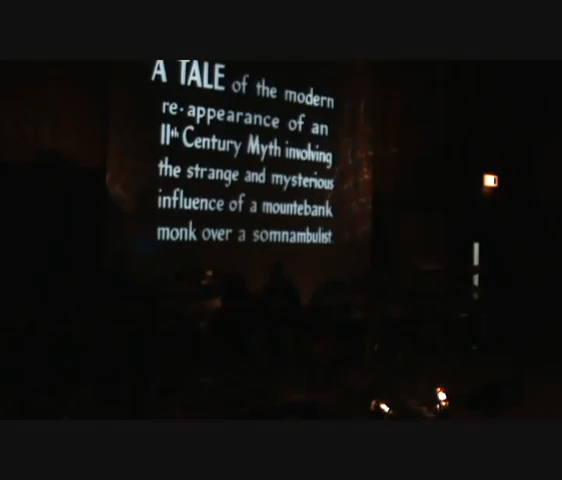 A TALE of the modern
re-appearance of an
11th Century Myth involving
the strange and mysterious
influence of a mountebank
monk over a somnambulist.